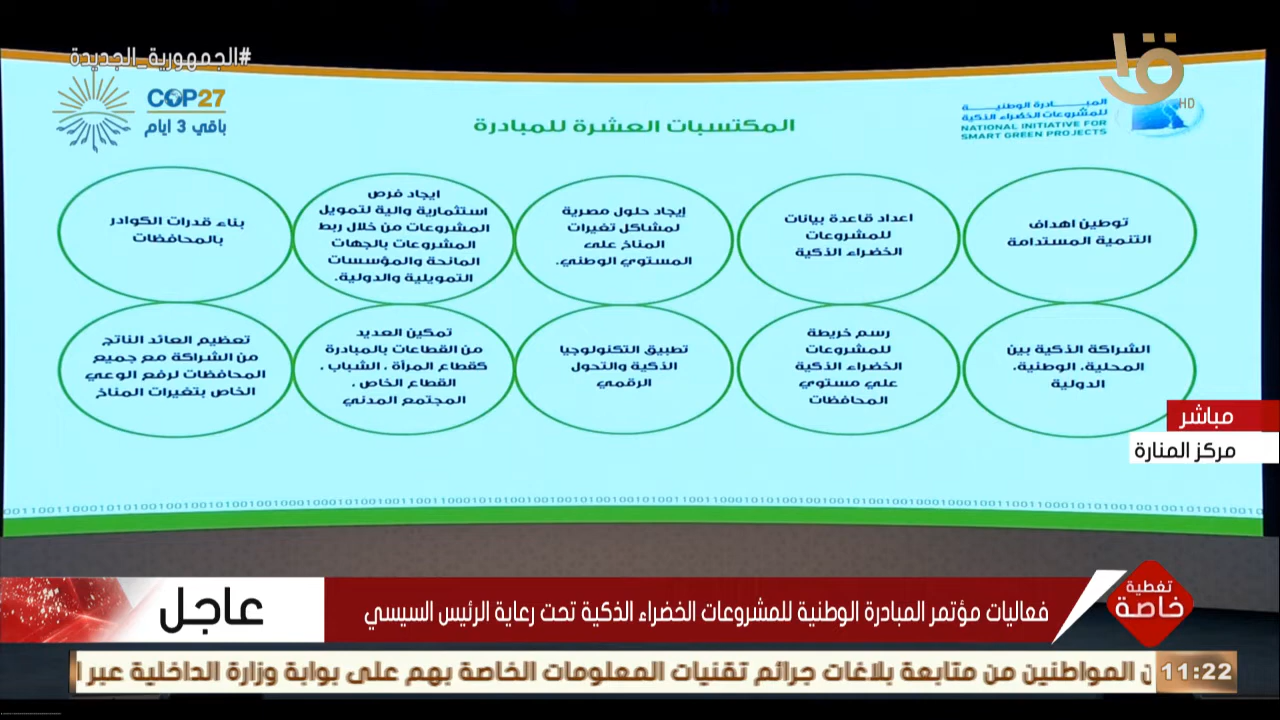 #الجمهورية_الجديدة
COP27
باقي 3 ايام
المكتسبات العشرة للمبادرة
HD
المبادرة الوطنية
للمشروعات الخضراء الذكية
NATIONAL INITIATIVE FOR
SMART GREEN PROJECTS
توطين اهداف
التنمية المستدامة
اعداد قاعدة بيانات
للمشروعات
الخضراء الذكية
إيجاد حلول مصرية
لمشاكل تغيرات
المناخ على
المستوي الوطني.
ايجاد فرص
استثمارية والية لتمويل
المشروعات من خلال ربط
المشروعات بالجهات
المانحة والمؤسسات
التمويلية والدولية.
بناء قدرات الكوادر
بالمحافظات
الشراكة الذكية بين
المحلية، الوطنية،
الدولية
رسم خريطة
للمشروعات
الخضراء الذكية
علي مستوي
المحافظات
تطبيق التكنولوجيا
الذكية والتحول
الرقمي
تمكين العديد
من القطاعات بالمبادرة
كقطاع المرأة ، الشباب ،
القطاع الخاص ،
المجتمع المدني
تعظيم العائد الناتج
من الشراكة مع جميع
المحافظات لرفع الوعي
الخاص بتغيرات المناخ
مباشر
مركز المنارة
تغطية
خاصة
فعاليات مؤتمر المبادرة الوطنية للمشروعات الخضراء الذكية تحت رعاية الرئيس السيسي
عاجل
11:22
المواطنين من متابعة بلاغات جرائم تقنيات المعلومات الخاصة بهم على بوابة وزارة الداخلية عبر